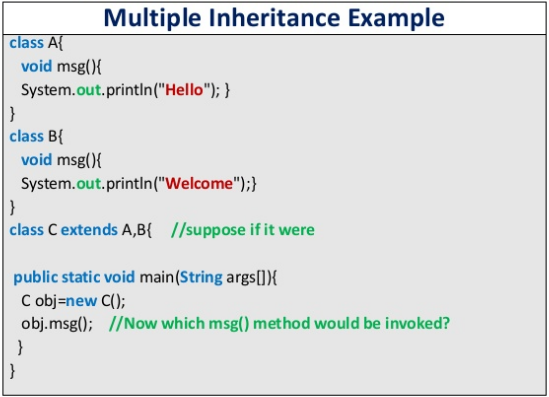 Multiple Inheritance Example
class A{
void msg(){
System.out.println("Hello"); }
}
class B{
void msg(){
System.out.println("Welcome");}
}
class C extends A,B{ //suppose if it were
public static void main(String args[]){
C obj=new C();
obj.msg(); //Now which msg() method would be invoked?
}
}